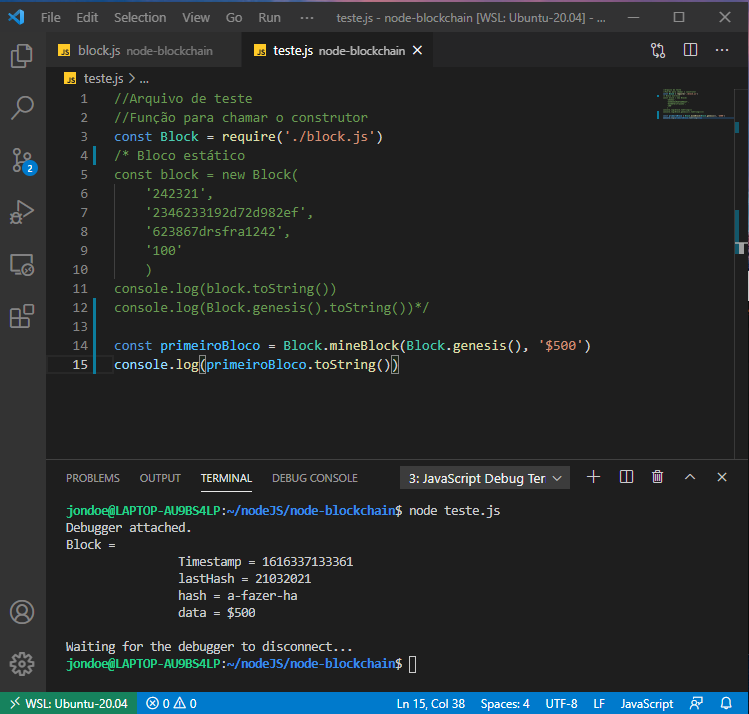 File Edit Selection View Go Run ··· teste.js - node-blockchain [WSL: Ubuntu-20.04] - ...
JS block.js node-blockchain JS teste.js node-blockchain
JS teste.js > ...
1 //Arquivo de teste
2 //Função para chamar o construtor
3 const Block = require('./block.js')
4 /* Bloco estático
5 const block = new Block(
6 '242321',
7 '2346233192d72d982ef',
8 '623867drsfra1242',
9 '100'
10 )
11 console.log(block.toString())
12 console.log(Block.genesis().toString())*/
13
14 const primeiroBloco = Block.mineBlock(Block.genesis(), '$500')
15 console.log(primeiroBloco.toString())
2
PROBLEMS OUTPUT TERMINAL DEBUG CONSOLE 3: JavaScript Debug Ter
jondoe@LAPTOP-AU9BS4LP:~/nodeJS/node-blockchain$ node teste.js
Debugger attached.
Block =
Timestamp = 1616337133361
lastHash = 21032021
hash = a-fazer-ha
data = $500
Waiting for the debugger to disconnect...
jondoe@LAPTOP-AU9BS4LP:~/nodeJS/node-blockchain$
WSL: Ubuntu-20.04 0 0 Ln 15, Col 38 Spaces: 4 UTF-8 LF JavaScript